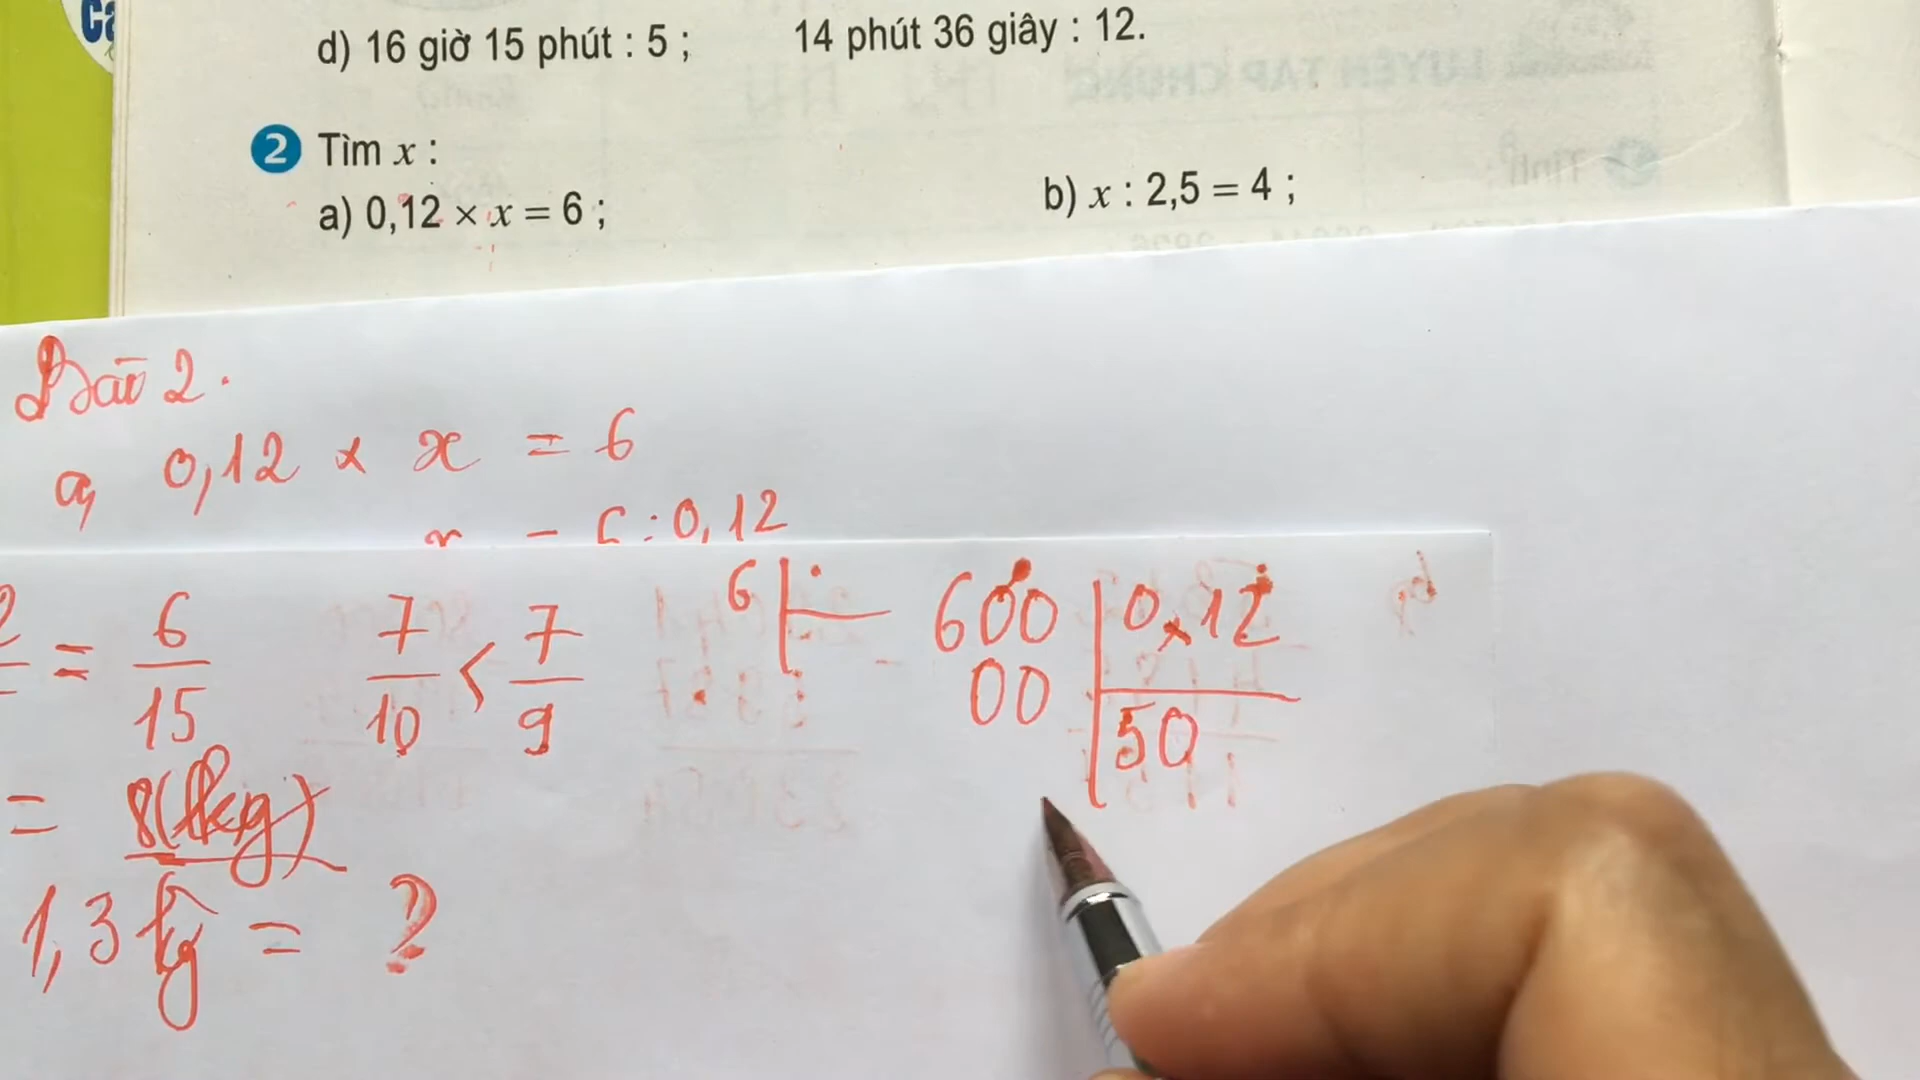 d) 16 giờ 15 phút : 5 ; 14 phút 36 giây : 12.
2 Tìm x :
a) 0,12 × x = 6 ; b) x : 2,5 = 4 ;
Bài 2.
a, 0,12 × x = 6
x = 6 : 0,12
= 6/15 7/10 < 7/9 6 600 0,12
00 50
= 8(kg)
1,3 kg = ?